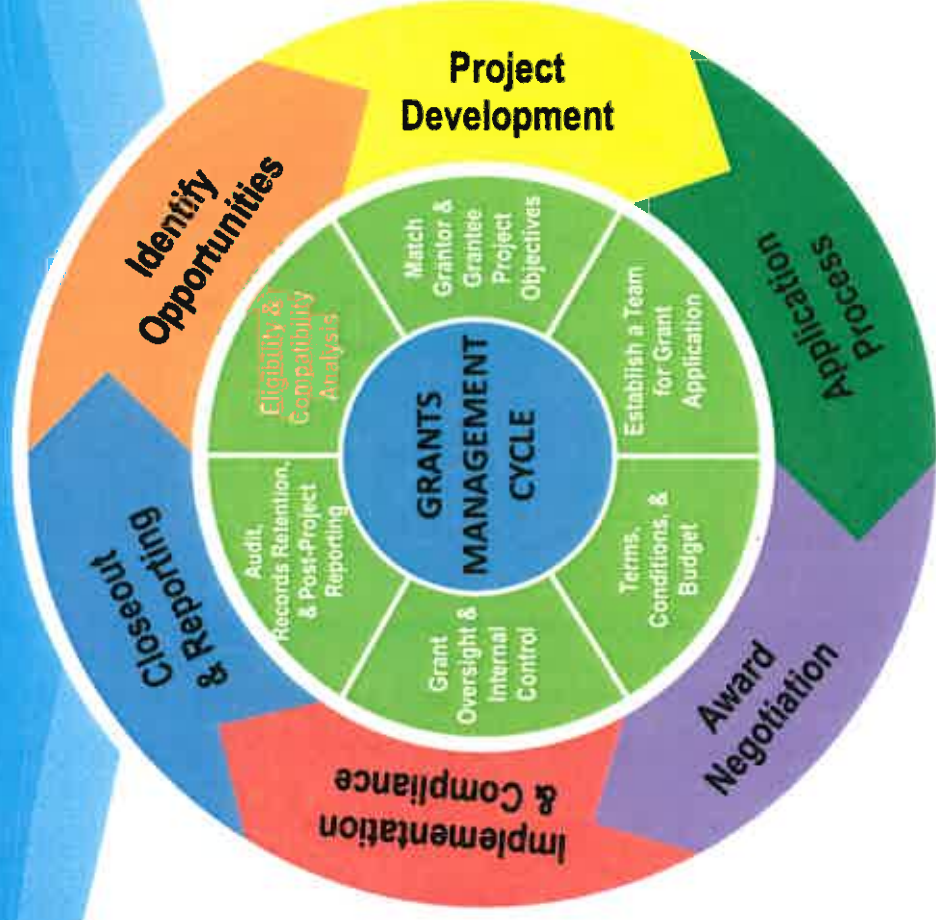 GRANTS
MANAGEMENT
CYCLE
Identify
Opportunities
Eligibility &
Compatibility
Analysis
Project
Development
Match
Grantor &
Grantee
Project
Objectives
Application
Process
Establish a Team
for Grant
Application
Award
Negotiation
Terms,
Conditions, &
Budget
Implementation
& Compliance
Grant
Oversight &
Internal
Control
Closeout
& Reporting
Audit,
Records Retention,
& Post-Project
Reporting